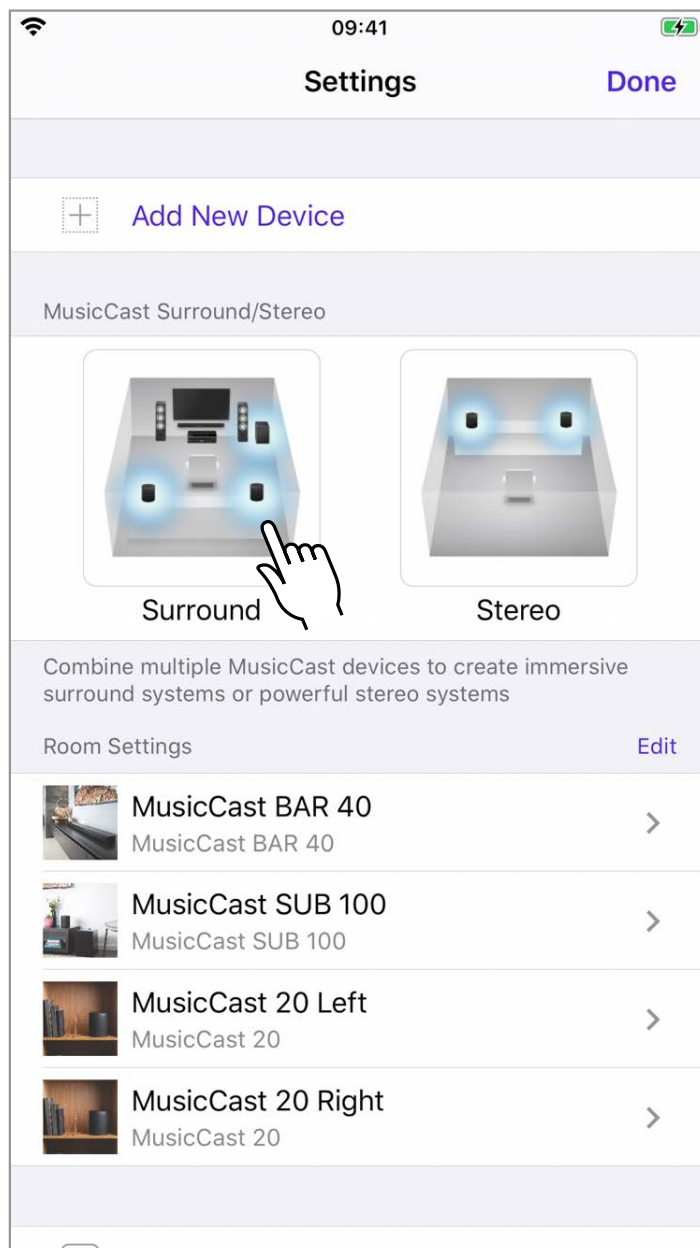 09:41
Settings
Done
Add New Device
MusicCast Surround/Stereo
Surround
Stereo
Combine multiple MusicCast devices to create immersive
surround systems or powerful stereo systems
Room Settings
Edit
MusicCast BAR 40
MusicCast BAR 40
MusicCast SUB 100
MusicCast SUB 100
MusicCast 20 Left
MusicCast 20
MusicCast 20 Right
MusicCast 20